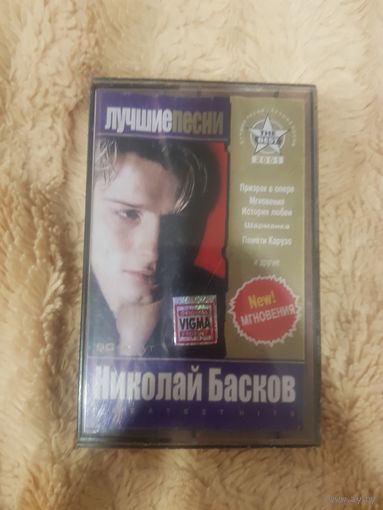 лучшиепесни
THE BEST
2001
Призрак в опере
Мгновения
История любви
Шарманка
Памяти Карузо
и другие
New!
МГНОВЕНИЯ
VIGMA
Николай Басков
GREATEST HITS